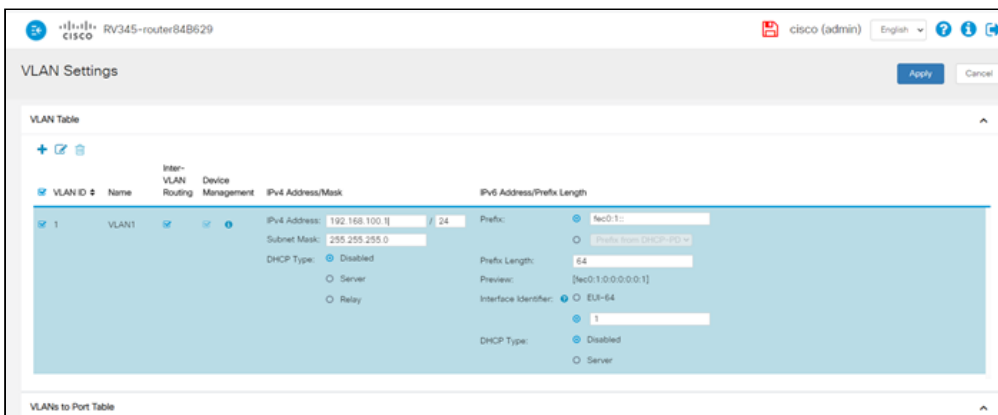 cisco RV345-router84B629 cisco (admin) English
VLAN Settings Apply Cancel
VLAN Table
VLAN ID Name Inter-VLAN Routing Device Management IPv4 Address/Mask IPv6 Address/Prefix Length
1 VLAN1 IPv4 Address: 192.168.100.1 / 24 Prefix: fec0:1::
Subnet Mask: 255.255.255.0 Prefix from DHCP-PD
DHCP Type: Disabled Prefix Length: 64
Server Preview: [fec0:1:0:0:0:0:0:1]
Relay Interface Identifier: EUI-64
1
DHCP Type: Disabled
Server
VLANs to Port Table